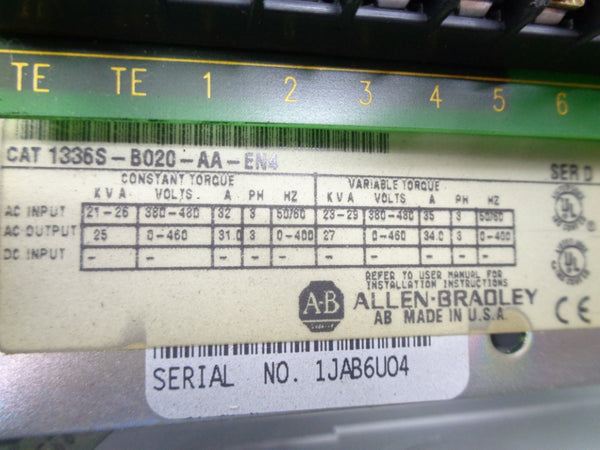 TE TE 1 2 3 4 5 6
CAT 1336S-B020-AA-EN4 SER D
CONSTANT TORQUE VARIABLE TORQUE
KVA VOLTS. A PH HZ KVA VOLTS. A PH HZ
AC INPUT 21-26 380-480 32 3 50/60 23-29 380-480 35 3 50/60
AC OUTPUT 25 0-460 31.0 3 0-400 27 0-460 34.0 3 0-400
DC INPUT - - - - - - - - - -
REFER TO USER MANUAL FOR
INSTALLATION INSTRUCTIONS
A-B ALLEN-BRADLEY
AB MADE IN U.S.A. CE
UL
UL
SERIAL NO. 1JAB6U04